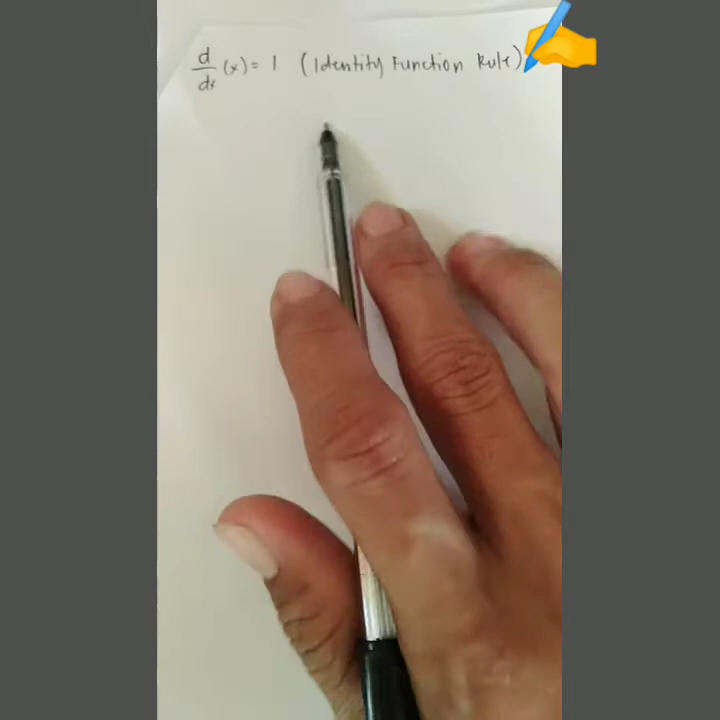 d/dx (x) = 1 (Identity Function Rule)